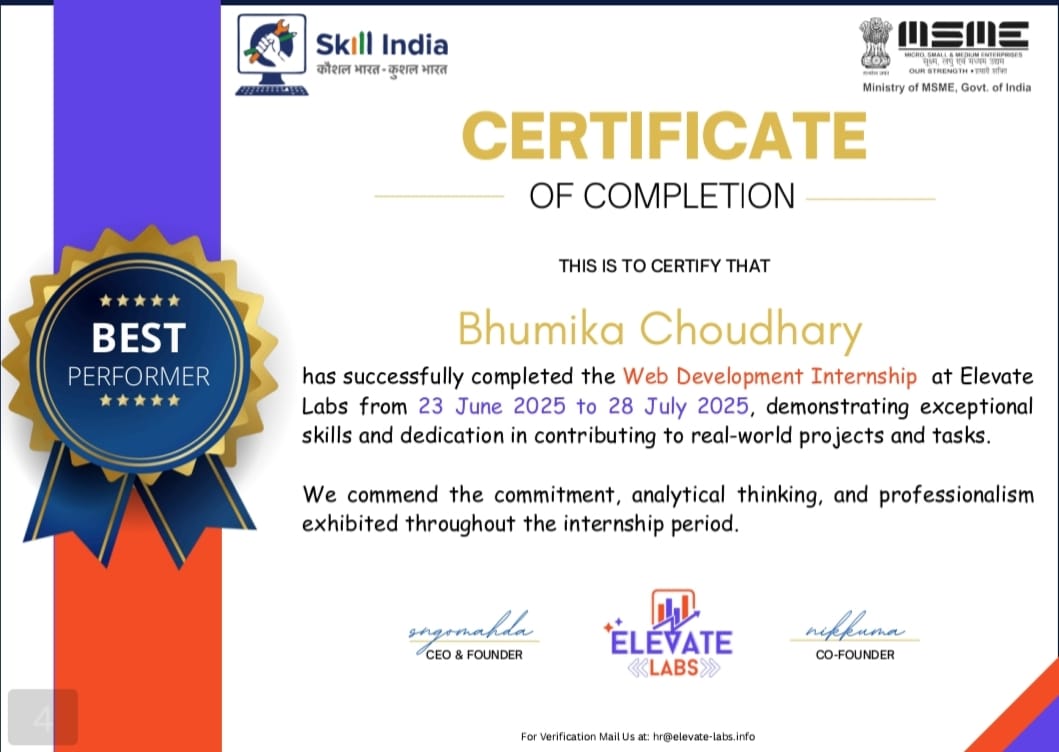 Skill India
कौशल भारत - कुशल भारत
MSME
MICRO, SMALL & MEDIUM ENTERPRISES
सूक्ष्म, लघु एवं मध्यम उद्यम
OUR STRENGTH • हमारी शक्ति
Ministry of MSME, Govt. of India
CERTIFICATE
OF COMPLETION
THIS IS TO CERTIFY THAT
Bhumika Choudhary
BEST
PERFORMER
has successfully completed the Web Development Internship at Elevate
Labs from 23 June 2025 to 28 July 2025, demonstrating exceptional
skills and dedication in contributing to real-world projects and tasks.
We commend the commitment, analytical thinking, and professionalism
exhibited throughout the internship period.
CEO & FOUNDER
ELEVATE
LABS
nikkuma
CO-FOUNDER
4
For Verification Mail Us at: hr@elevate-labs.info